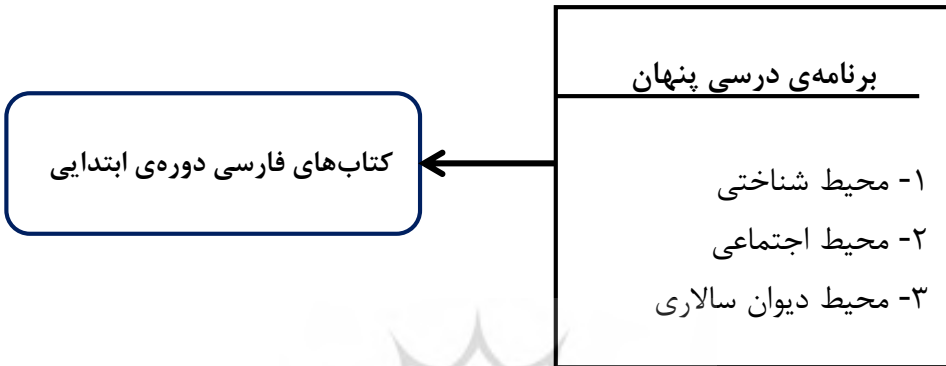 برنامه‌ی درسی پنهان
۱- محیط شناختی
۲- محیط اجتماعی
۳- محیط دیوان سالاری
کتاب‌های فارسی دوره‌ی ابتدایی